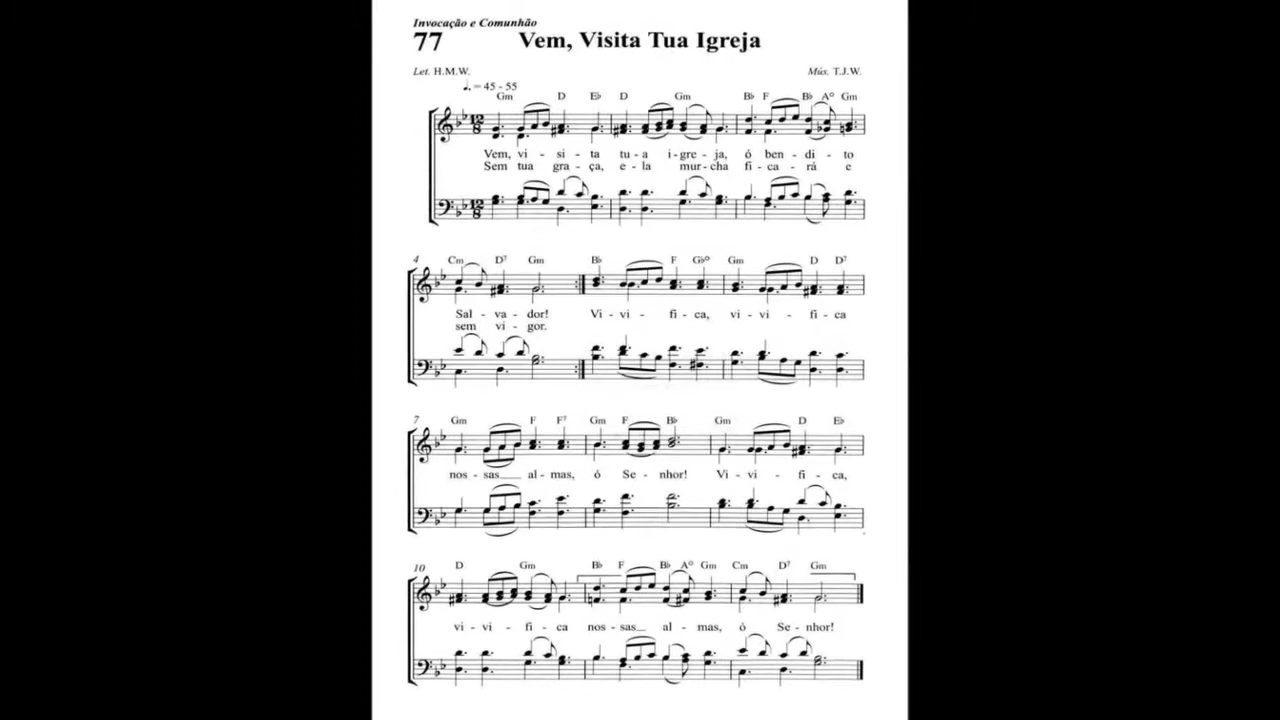 Invocação e Comunhão
77 Vem, Visita Tua Igreja
Let. H.M.W. Mús. T.J.W.
♩. = 45 - 55
Gm D E♭ D Gm B♭ F B♭ A° Gm
12/8
Vem, vi - si - ta tu - a i - gre - ja, ó ben - di - to
Sem tua gra - ça, e - la mur - cha fi - ca - rá e
12/8
4 Cm D7 Gm B♭ F G♭° Gm D D7
Sal - va - dor! Vi - vi - fi - ca, vi - vi - fi - ca
sem vi - gor.
7 Gm F F7 Gm F B♭ Gm D E♭
nos - sas al - mas, ó Se - nhor! Vi - vi - fi - ca,
10 D Gm B♭ F B♭ A° Gm Cm D7 Gm
vi - vi - fi - ca nos - sas al - mas, ó Se - nhor!